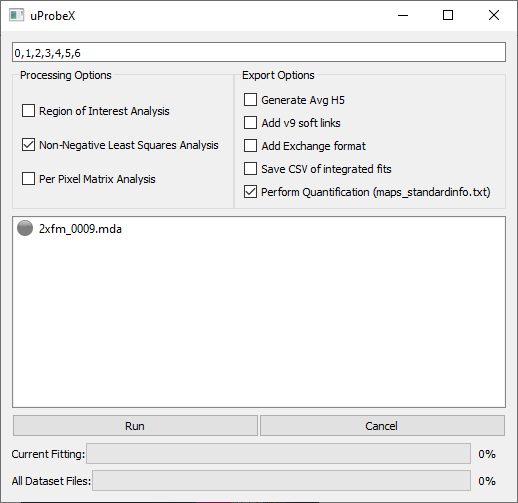 uProbeX
0,1,2,3,4,5,6
Processing Options
Region of Interest Analysis
Non-Negative Least Squares Analysis
Per Pixel Matrix Analysis
Export Options
Generate Avg H5
Add v9 soft links
Add Exchange format
Save CSV of integrated fits
Perform Quantification (maps_standardinfo.txt)
2xfm_0009.mda
Run Cancel
Current Fitting: 0%
All Dataset Files: 0%